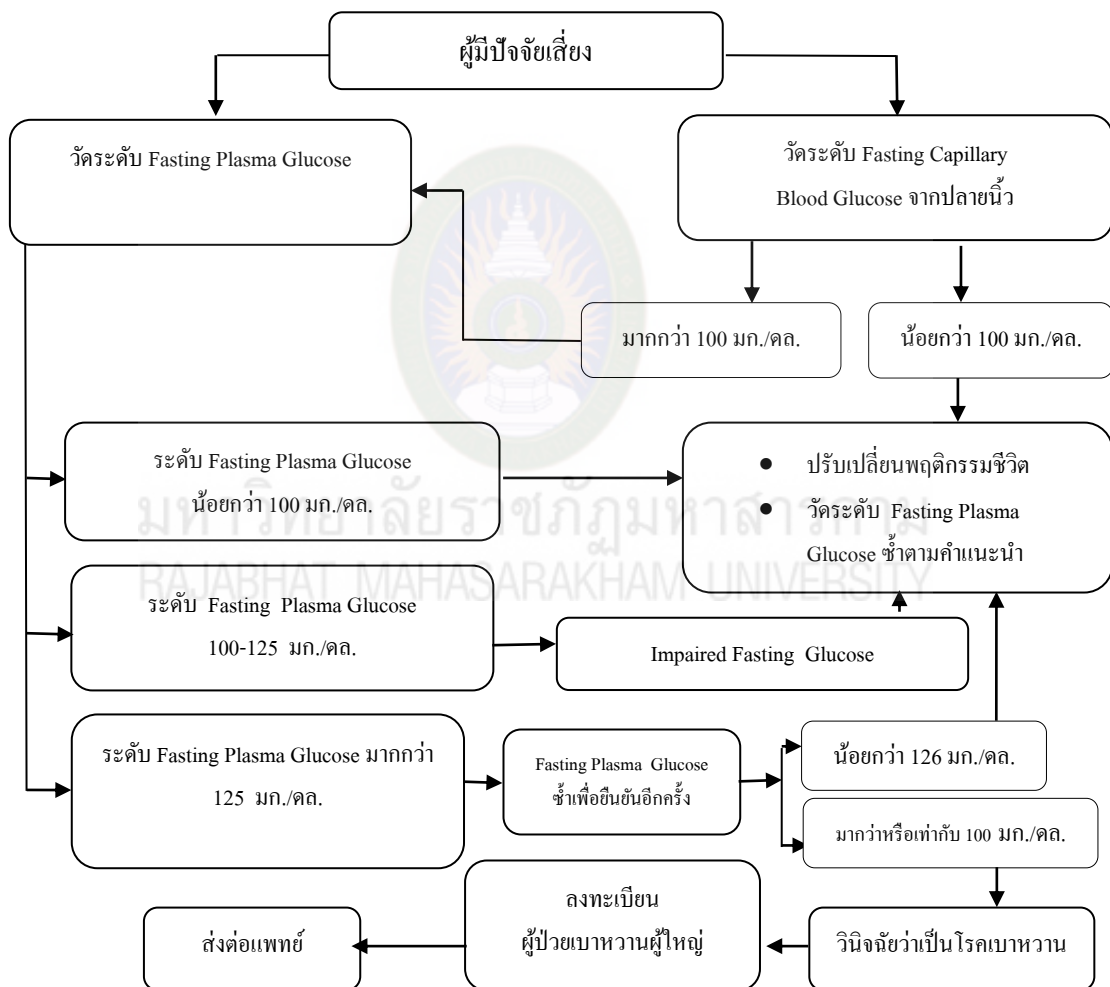 ผู้มีปัจจัยเสี่ยง
วัดระดับ Fasting Plasma Glucose
วัดระดับ Fasting Capillary
Blood Glucose จากปลายนิ้ว
มากกว่า 100 มก./ดล.
น้อยกว่า 100 มก./ดล.
ระดับ Fasting Plasma Glucose
น้อยกว่า 100 มก./ดล.
• ปรับเปลี่ยนพฤติกรรมชีวิต
• วัดระดับ Fasting Plasma
Glucose ซ้ำตามคำแนะนำ
มหาวิทยาลัยราชภัฏมหาสารคาม
RAJABHAT MAHASARAKHAM UNIVERSITY
ระดับ Fasting Plasma Glucose
100-125 มก./ดล.
Impaired Fasting Glucose
ระดับ Fasting Plasma Glucose มากกว่า
125 มก./ดล.
Fasting Plasma Glucose
ซ้ำเพื่อยืนยันอีกครั้ง
น้อยกว่า 126 มก./ดล.
มากว่าหรือเท่ากับ 100 มก./ดล.
วินิจฉัยว่าเป็นโรคเบาหวาน
ลงทะเบียน
ผู้ป่วยเบาหวานผู้ใหญ่
ส่งต่อแพทย์